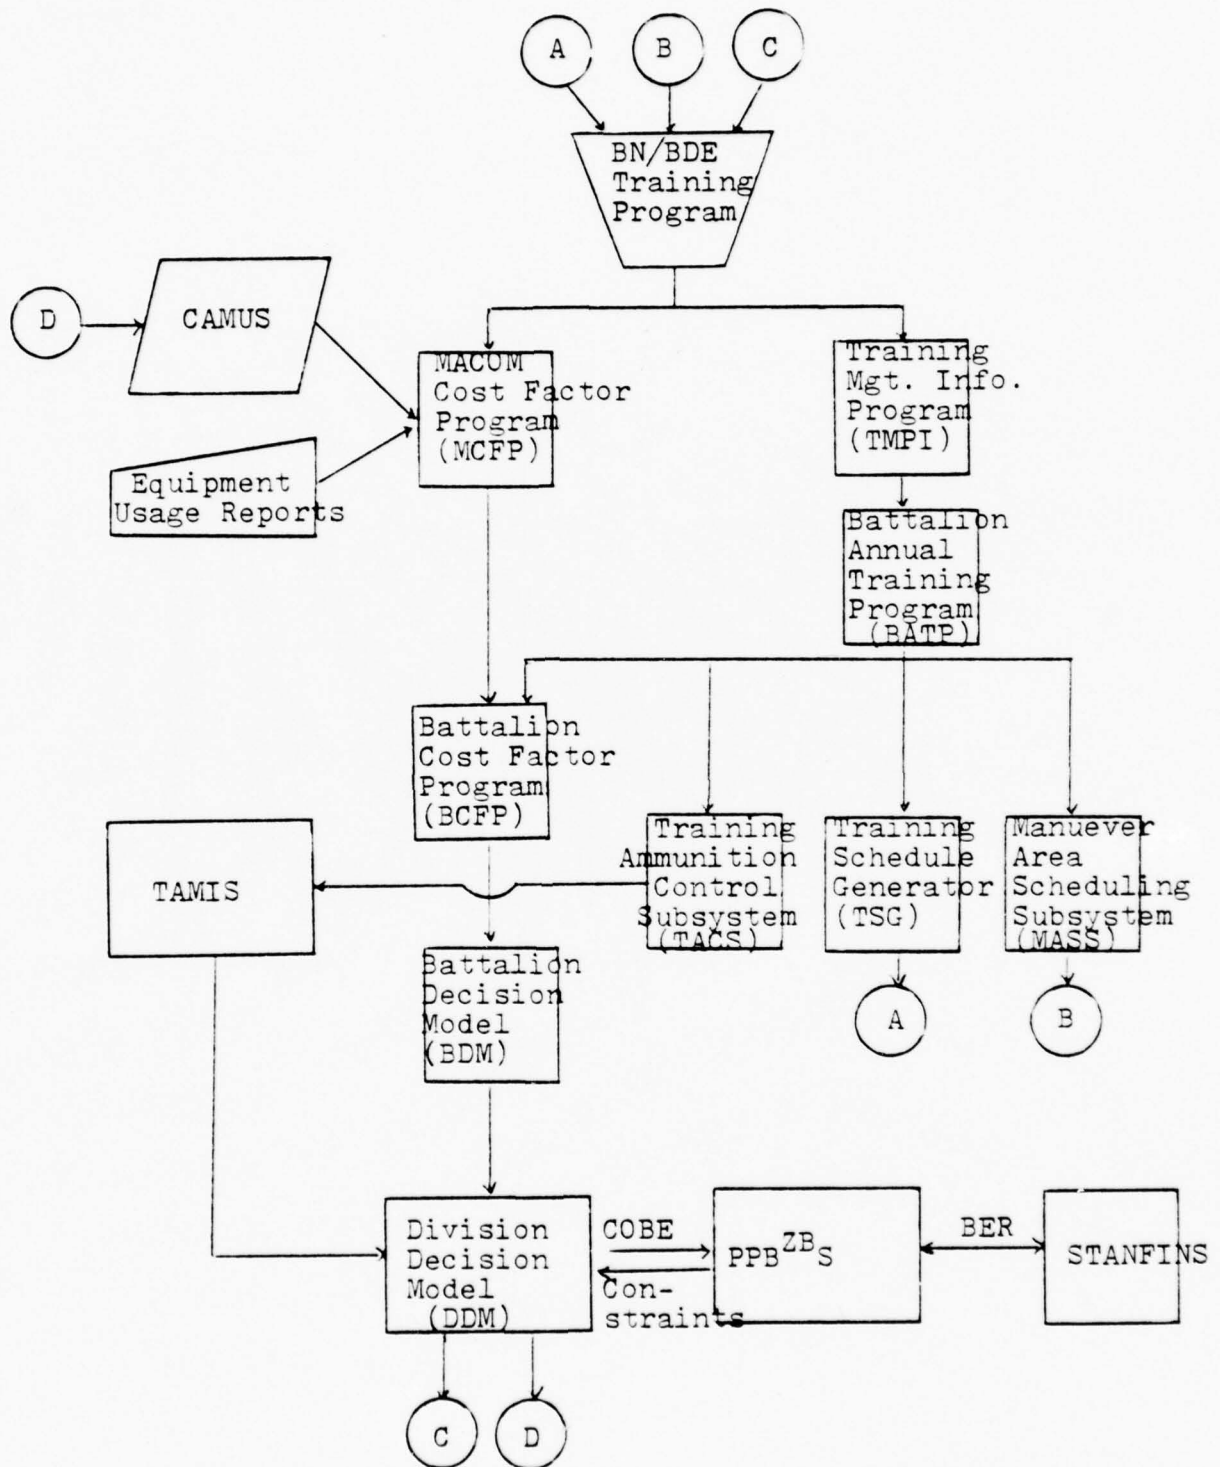 A
B
C
BN/BDE
Training
Program
D
CAMUS
MACOM
Cost Factor
Program
(MCFP)
Training
Mgt. Info.
Program
(TMPI)
Equipment
Usage Reports
Battalion
Annual
Training
Program
(BATP)
Battalion
Cost Factor
Program
(BCFP)
TAMIS
Training
Ammunition
Control
Subsystem
(TACS)
Training
Schedule
Generator
(TSG)
Manuever
Area
Scheduling
Subsystem
(MASS)
Battalion
Decision
Model
(BDM)
A
B
Division
Decision
Model
(DDM)
COBE
Con-
straints
PPBZBS
BER
STANFINS
C
D